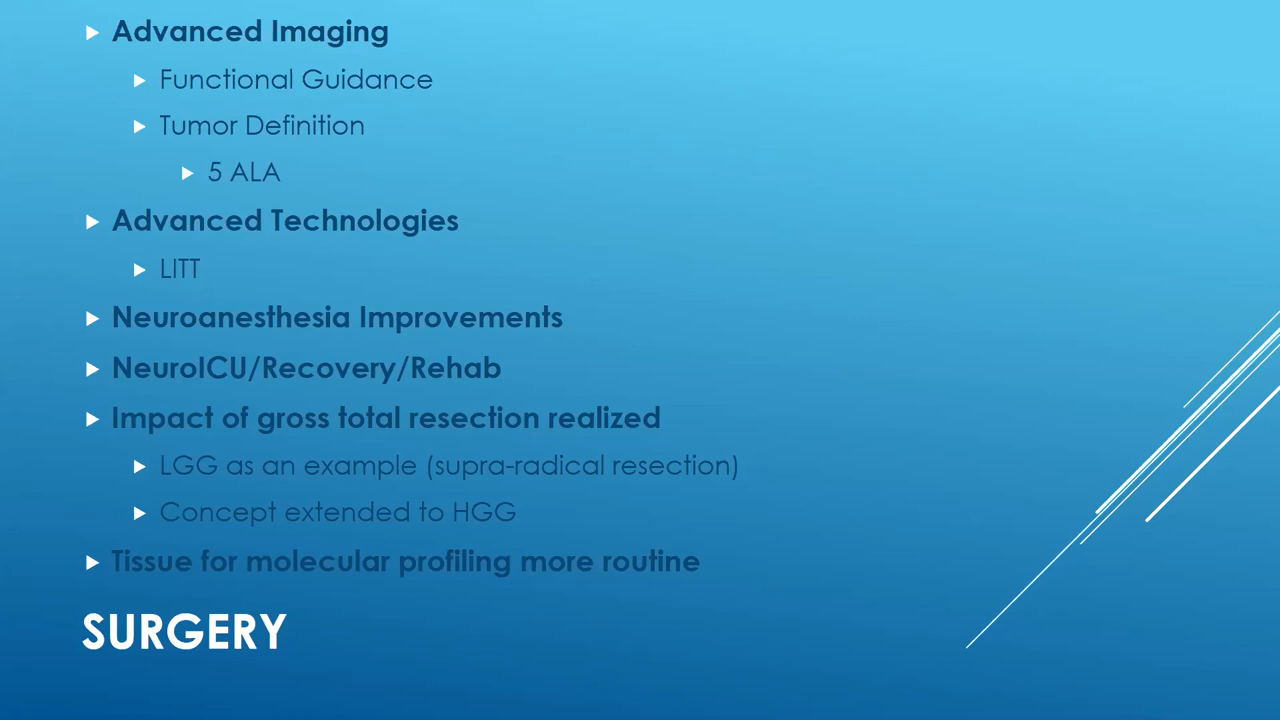 Advanced Imaging
Functional Guidance
Tumor Definition
5 ALA
Advanced Technologies
LITT
Neuroanesthesia Improvements
NeuroICU/Recovery/Rehab
Impact of gross total resection realized
LGG as an example (supra-radical resection)
Concept extended to HGG
Tissue for molecular profiling more routine
SURGERY